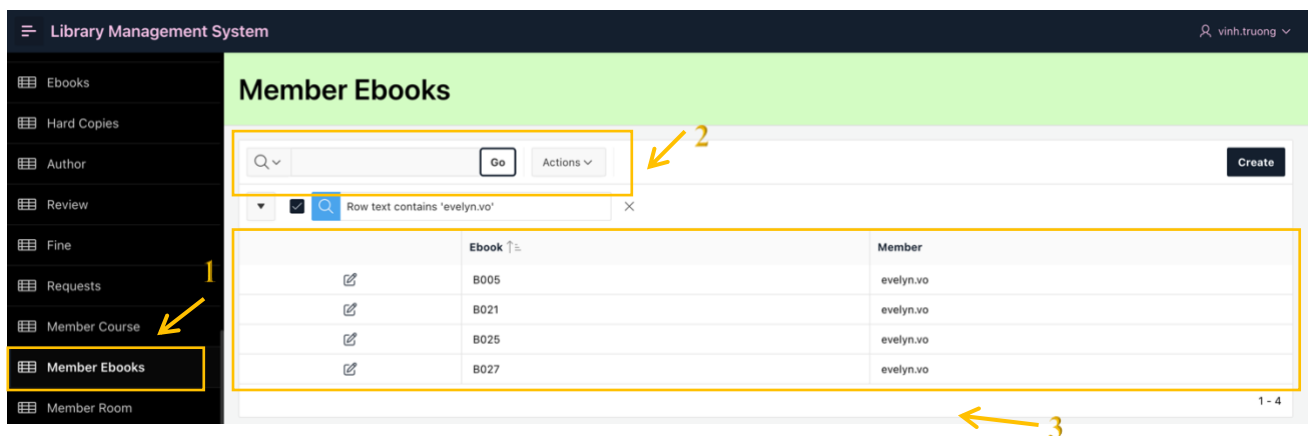 Library Management System
vinh.truong
Ebooks
Hard Copies
Author
Review
Fine
Requests
Member Course
Member Ebooks
Member Room
1
Member Ebooks
2
Go
Actions
Create
Row text contains 'evelyn.vo'
Ebook Member
B005 evelyn.vo
B021 evelyn.vo
B025 evelyn.vo
B027 evelyn.vo
1 - 4
3